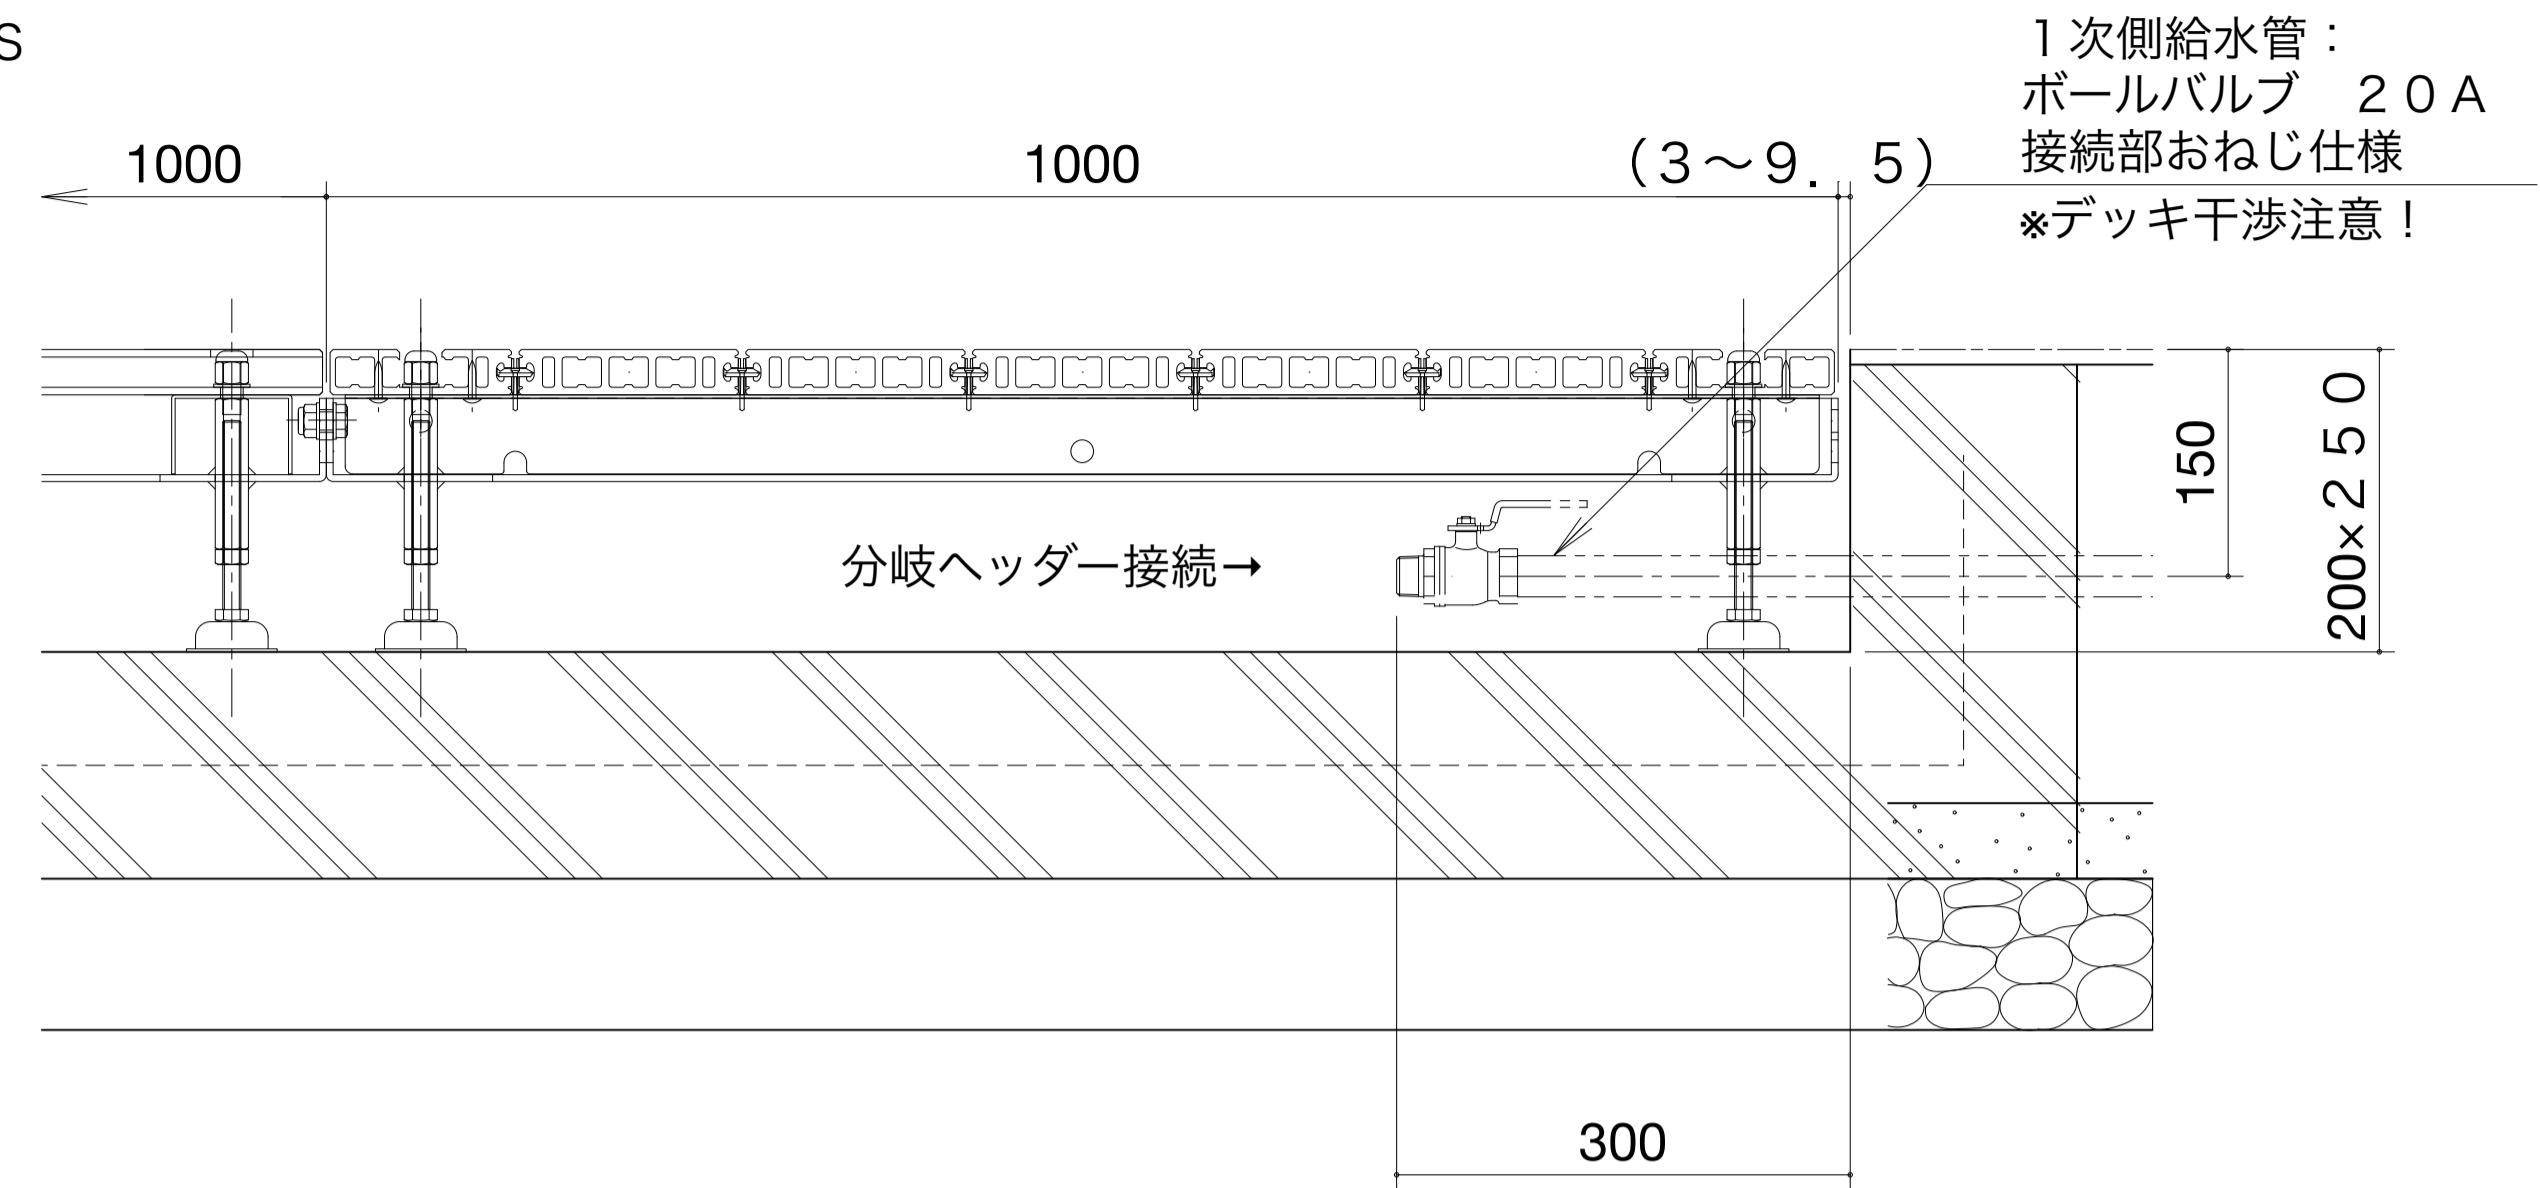 S
１次側給水管：
ボールバルブ　２０Ａ
接続部おねじ仕様
※デッキ干渉注意！
1000
1000
（３～９．５）
150
200×２５０
分岐ヘッダー接続→
300